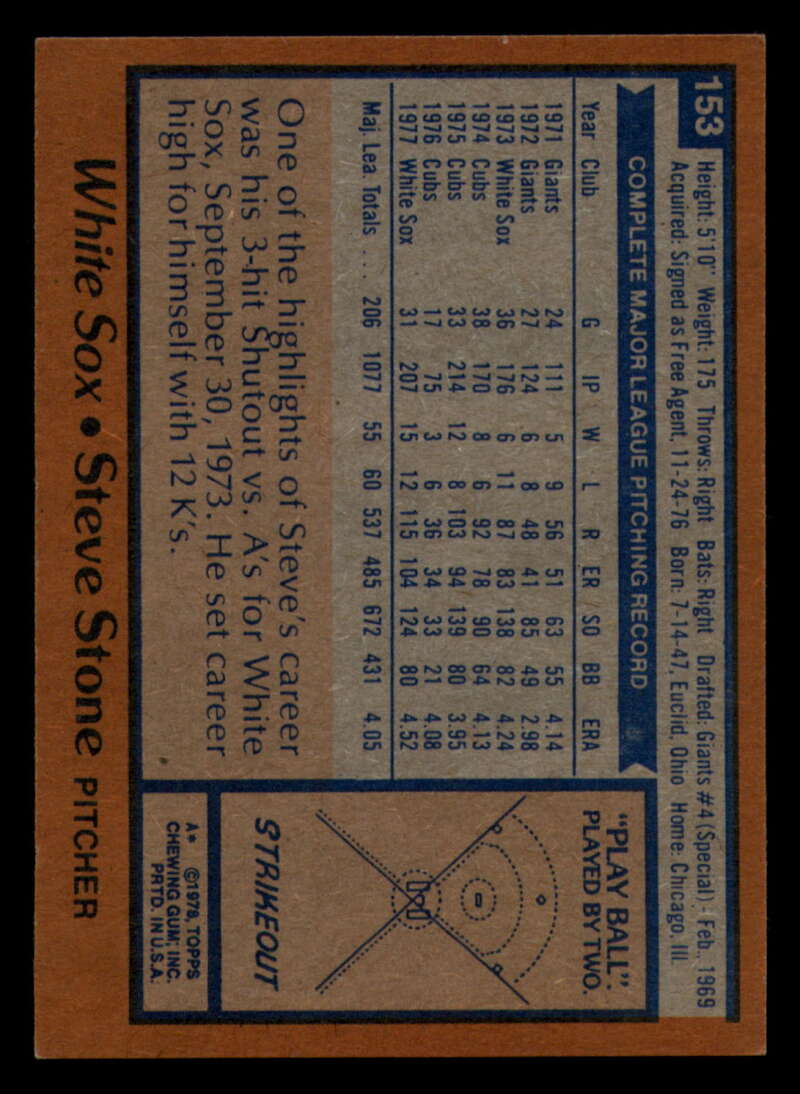 153
Height: 5'10" Weight: 175 Throws: Right Bats: Right Drafted: Giants #4 (Special) - Feb., 1969
Acquired: Signed as Free Agent, 11-24-76 Born: 7-14-47, Euclid, Ohio Home: Chicago, Ill.
COMPLETE MAJOR LEAGUE PITCHING RECORD
Year Club G IP W L R ER SO BB ERA
1971 Giants 24 111 5 9 56 51 63 55 4.14
1972 Giants 27 124 6 8 48 41 85 49 2.98
1973 White Sox 36 176 6 11 87 83 138 82 4.24
1974 Cubs 38 170 8 6 92 78 90 64 4.13
1975 Cubs 33 214 12 8 103 94 139 80 3.95
1976 Cubs 17 75 3 6 36 34 33 21 4.08
1977 White Sox 31 207 15 12 115 104 124 80 4.52
Maj. Lea. Totals ... 206 1077 55 60 537 485 672 431 4.05
One of the highlights of Steve's career
was his 3-hit Shutout vs. A's for White
Sox, September 30, 1973. He set career
high for himself with 12 K's.
"PLAY BALL"
PLAYED BY TWO.
STRIKEOUT
A* ©1978, TOPPS
CHEWING GUM, INC.
PRTD. IN U.S.A.
White Sox • Steve Stone PITCHER